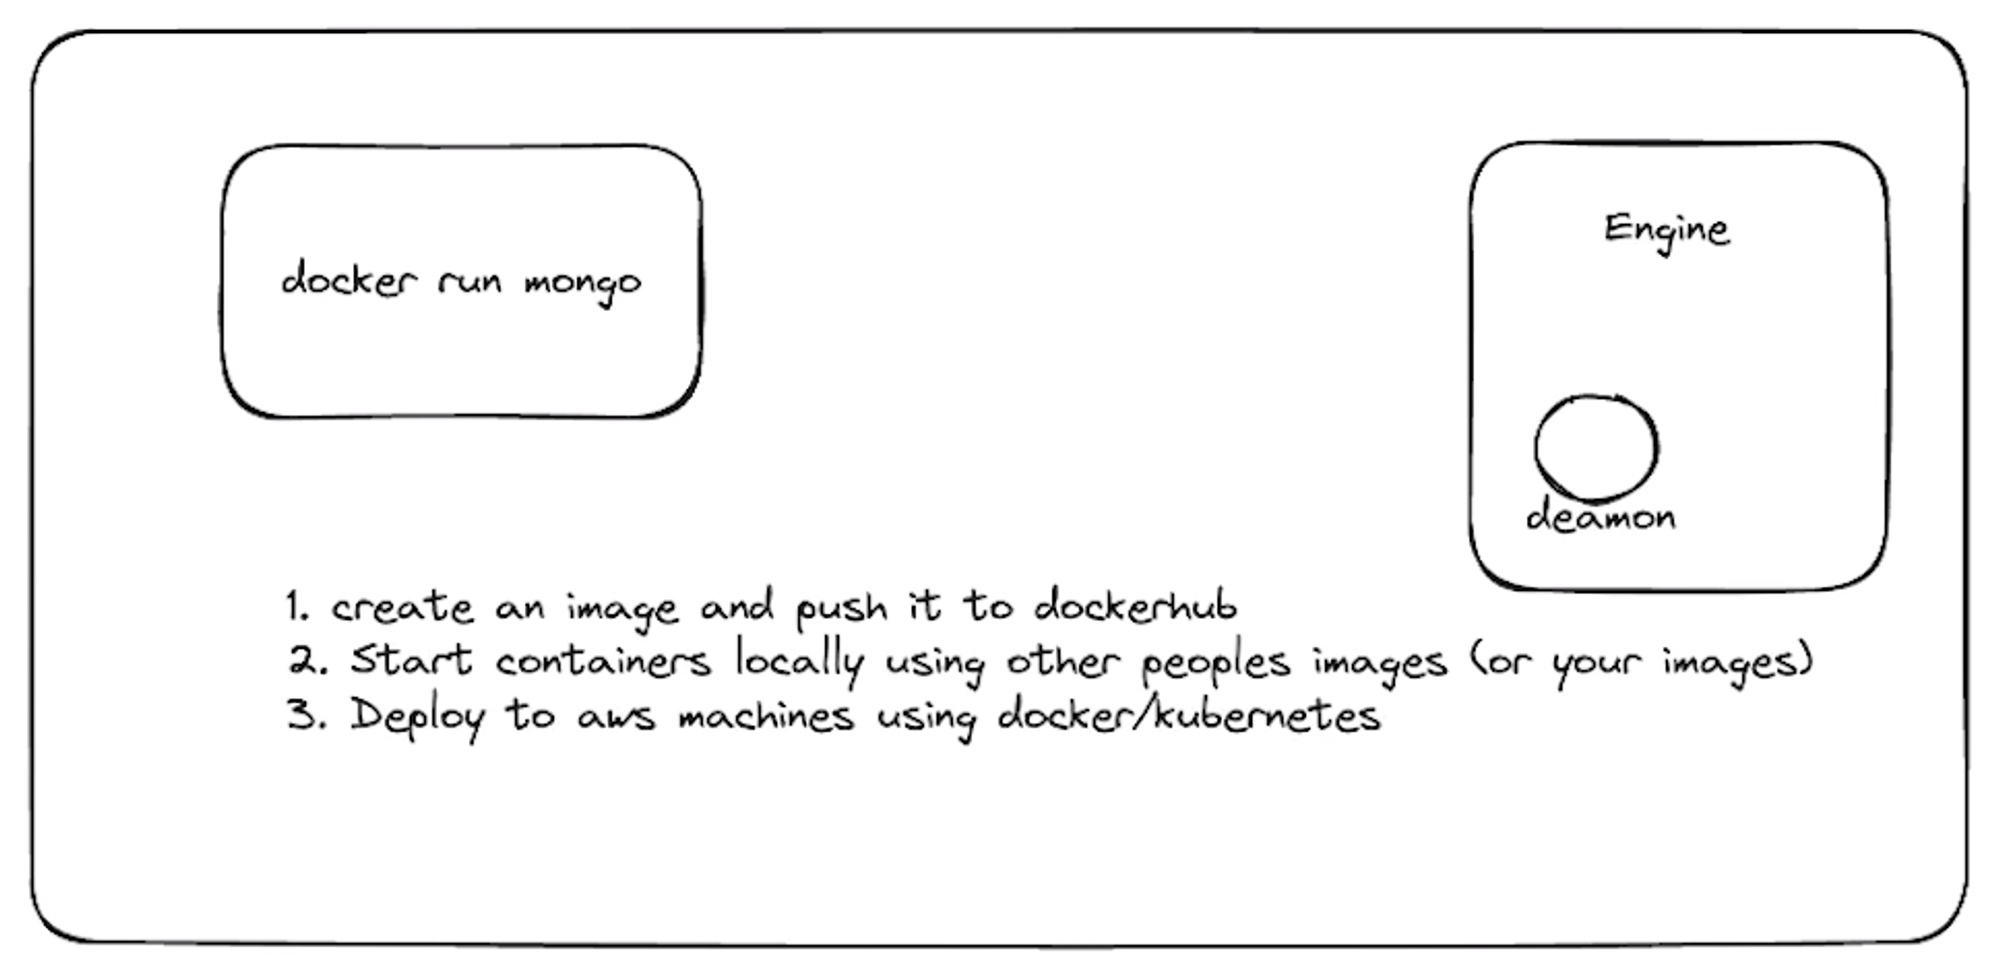 docker run mongo
Engine
deamon
1. create an image and push it to dockerhub
2. Start containers locally using other peoples images (or your images)
3. Deploy to aws machines using docker/kubernetes